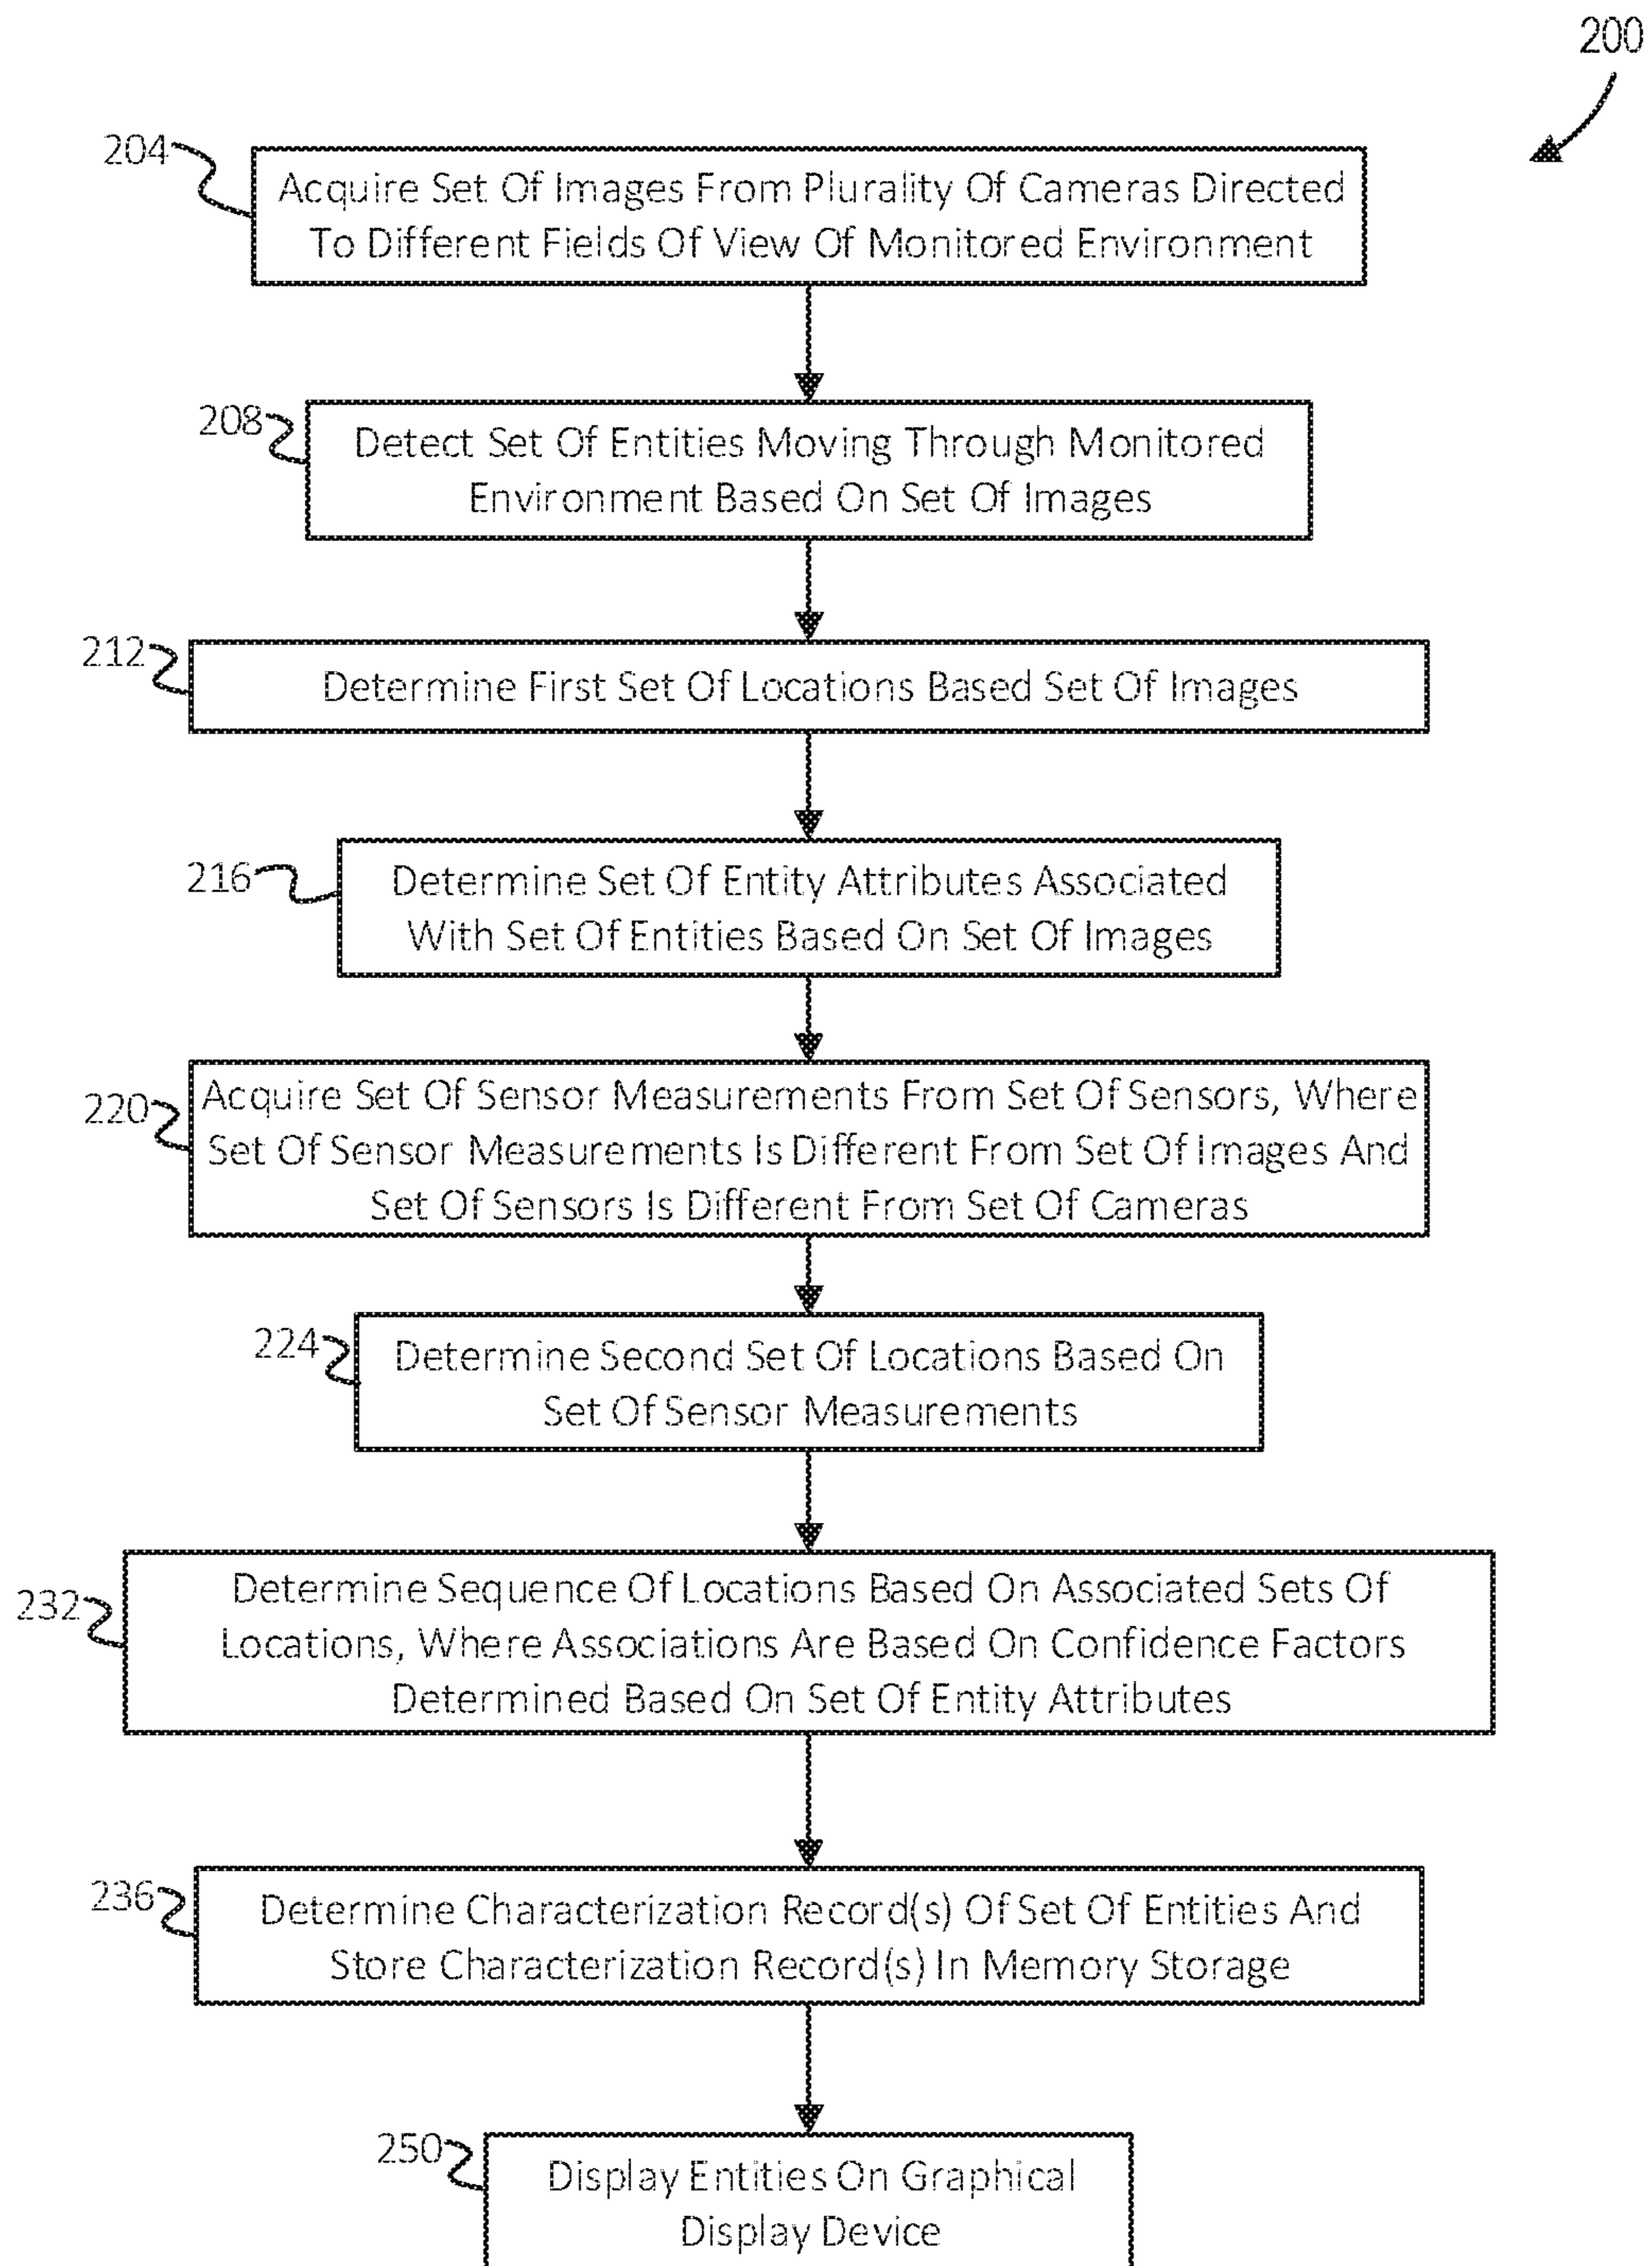 200
204
Acquire Set Of Images From Plurality Of Cameras Directed
To Different Fields Of View Of Monitored Environment
208
Detect Set Of Entities Moving Through Monitored
Environment Based On Set Of Images
212
Determine First Set Of Locations Based Set Of Images
216
Determine Set Of Entity Attributes Associated
With Set Of Entities Based On Set Of Images
220
Acquire Set Of Sensor Measurements From Set Of Sensors, Where
Set Of Sensor Measurements Is Different From Set Of Images And
Set Of Sensors Is Different From Set Of Cameras
224
Determine Second Set Of Locations Based On
Set Of Sensor Measurements
232
Determine Sequence Of Locations Based On Associated Sets Of
Locations, Where Associations Are Based On Confidence Factors
Determined Based On Set Of Entity Attributes
236
Determine Characterization Record(s) Of Set Of Entities And
Store Characterization Record(s) In Memory Storage
250
Display Entities On Graphical
Display Device